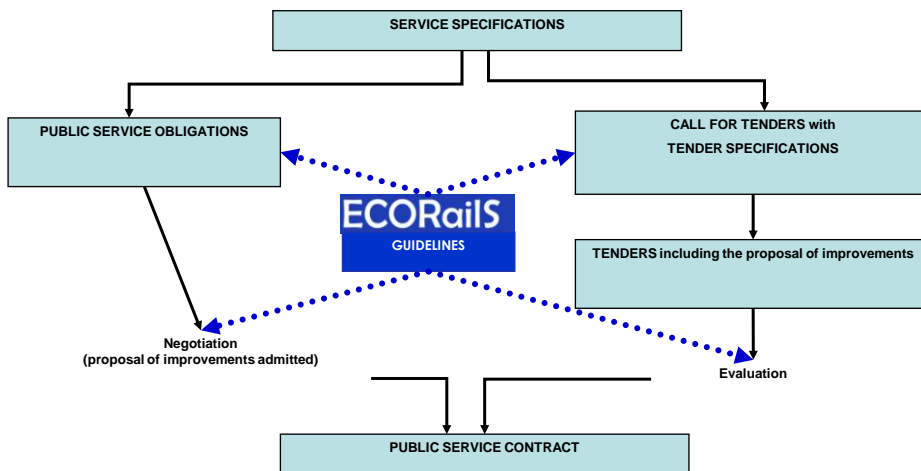 SERVICE SPECIFICATIONS
PUBLIC SERVICE OBLIGATIONS
CALL FOR TENDERS with
TENDER SPECIFICATIONS
ECORailS
GUIDELINES
TENDERS including the proposal of improvements
Negotiation
(proposal of improvements admitted)
Evaluation
PUBLIC SERVICE CONTRACT